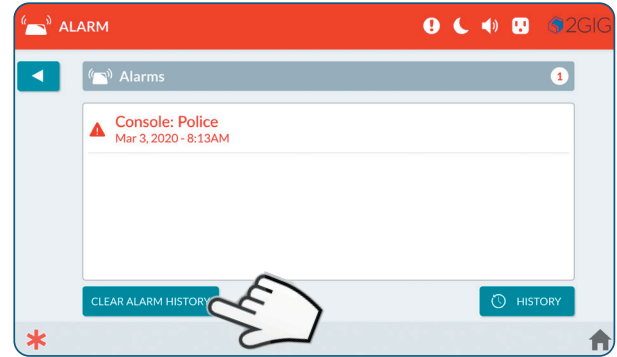 ALARM
2GIG
Alarms
1
Console: Police
Mar 3, 2020 - 8:13AM
CLEAR ALARM HISTORY
HISTORY